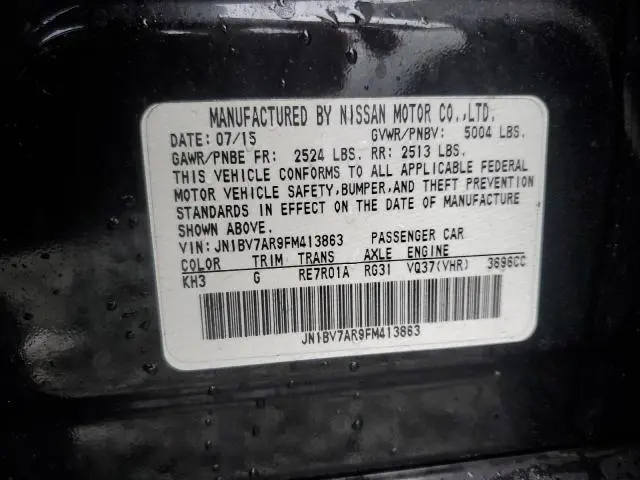 MANUFACTURED BY NISSAN MOTOR CO.,LTD.
DATE: 07/15 GVWR/PNBV: 5004 LBS.
GAWR/PNBE FR: 2524 LBS. RR: 2513 LBS.
THIS VEHICLE CONFORMS TO ALL APPLICABLE FEDERAL
MOTOR VEHICLE SAFETY,BUMPER,AND THEFT PREVENTION
STANDARDS IN EFFECT ON THE DATE OF MANUFACTURE
SHOWN ABOVE.
VIN: JN1BV7AR9FM413863 PASSENGER CAR
COLOR TRIM TRANS AXLE ENGINE
KH3 G RE7R01A RG31 VQ37(VHR) 3696CC
JN1BV7AR9FM413863